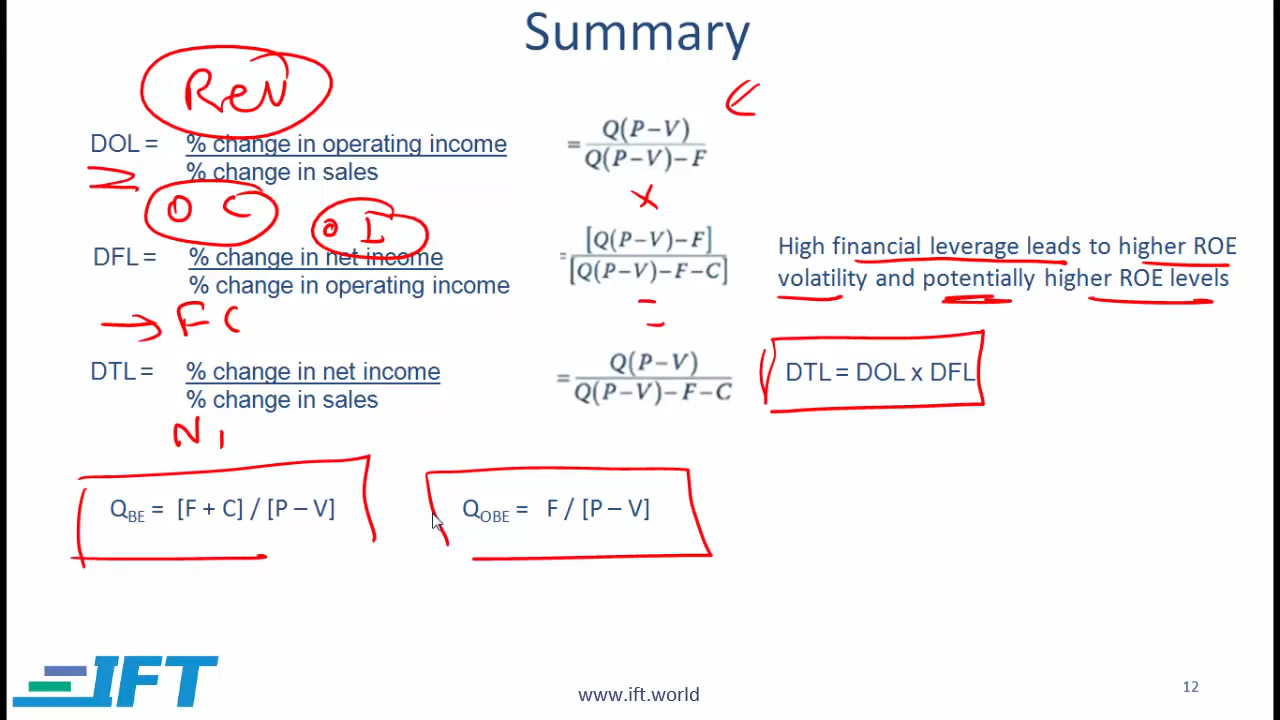 Summary
Rev
DOL = % change in operating income = Q(P−V)
% change in sales Q(P−V)−F
O C
O I
×
DFL = % change in net income = [Q(P−V)−F]
% change in operating income [Q(P−V)−F−C]
High financial leverage leads to higher ROE
volatility and potentially higher ROE levels
→ FC
=
DTL = % change in net income = Q(P−V)
% change in sales Q(P−V)−F−C
DTL = DOL x DFL
NI
QBE = [F + C] / [P – V]
QOBE = F / [P – V]
IFT
www.ift.world
12